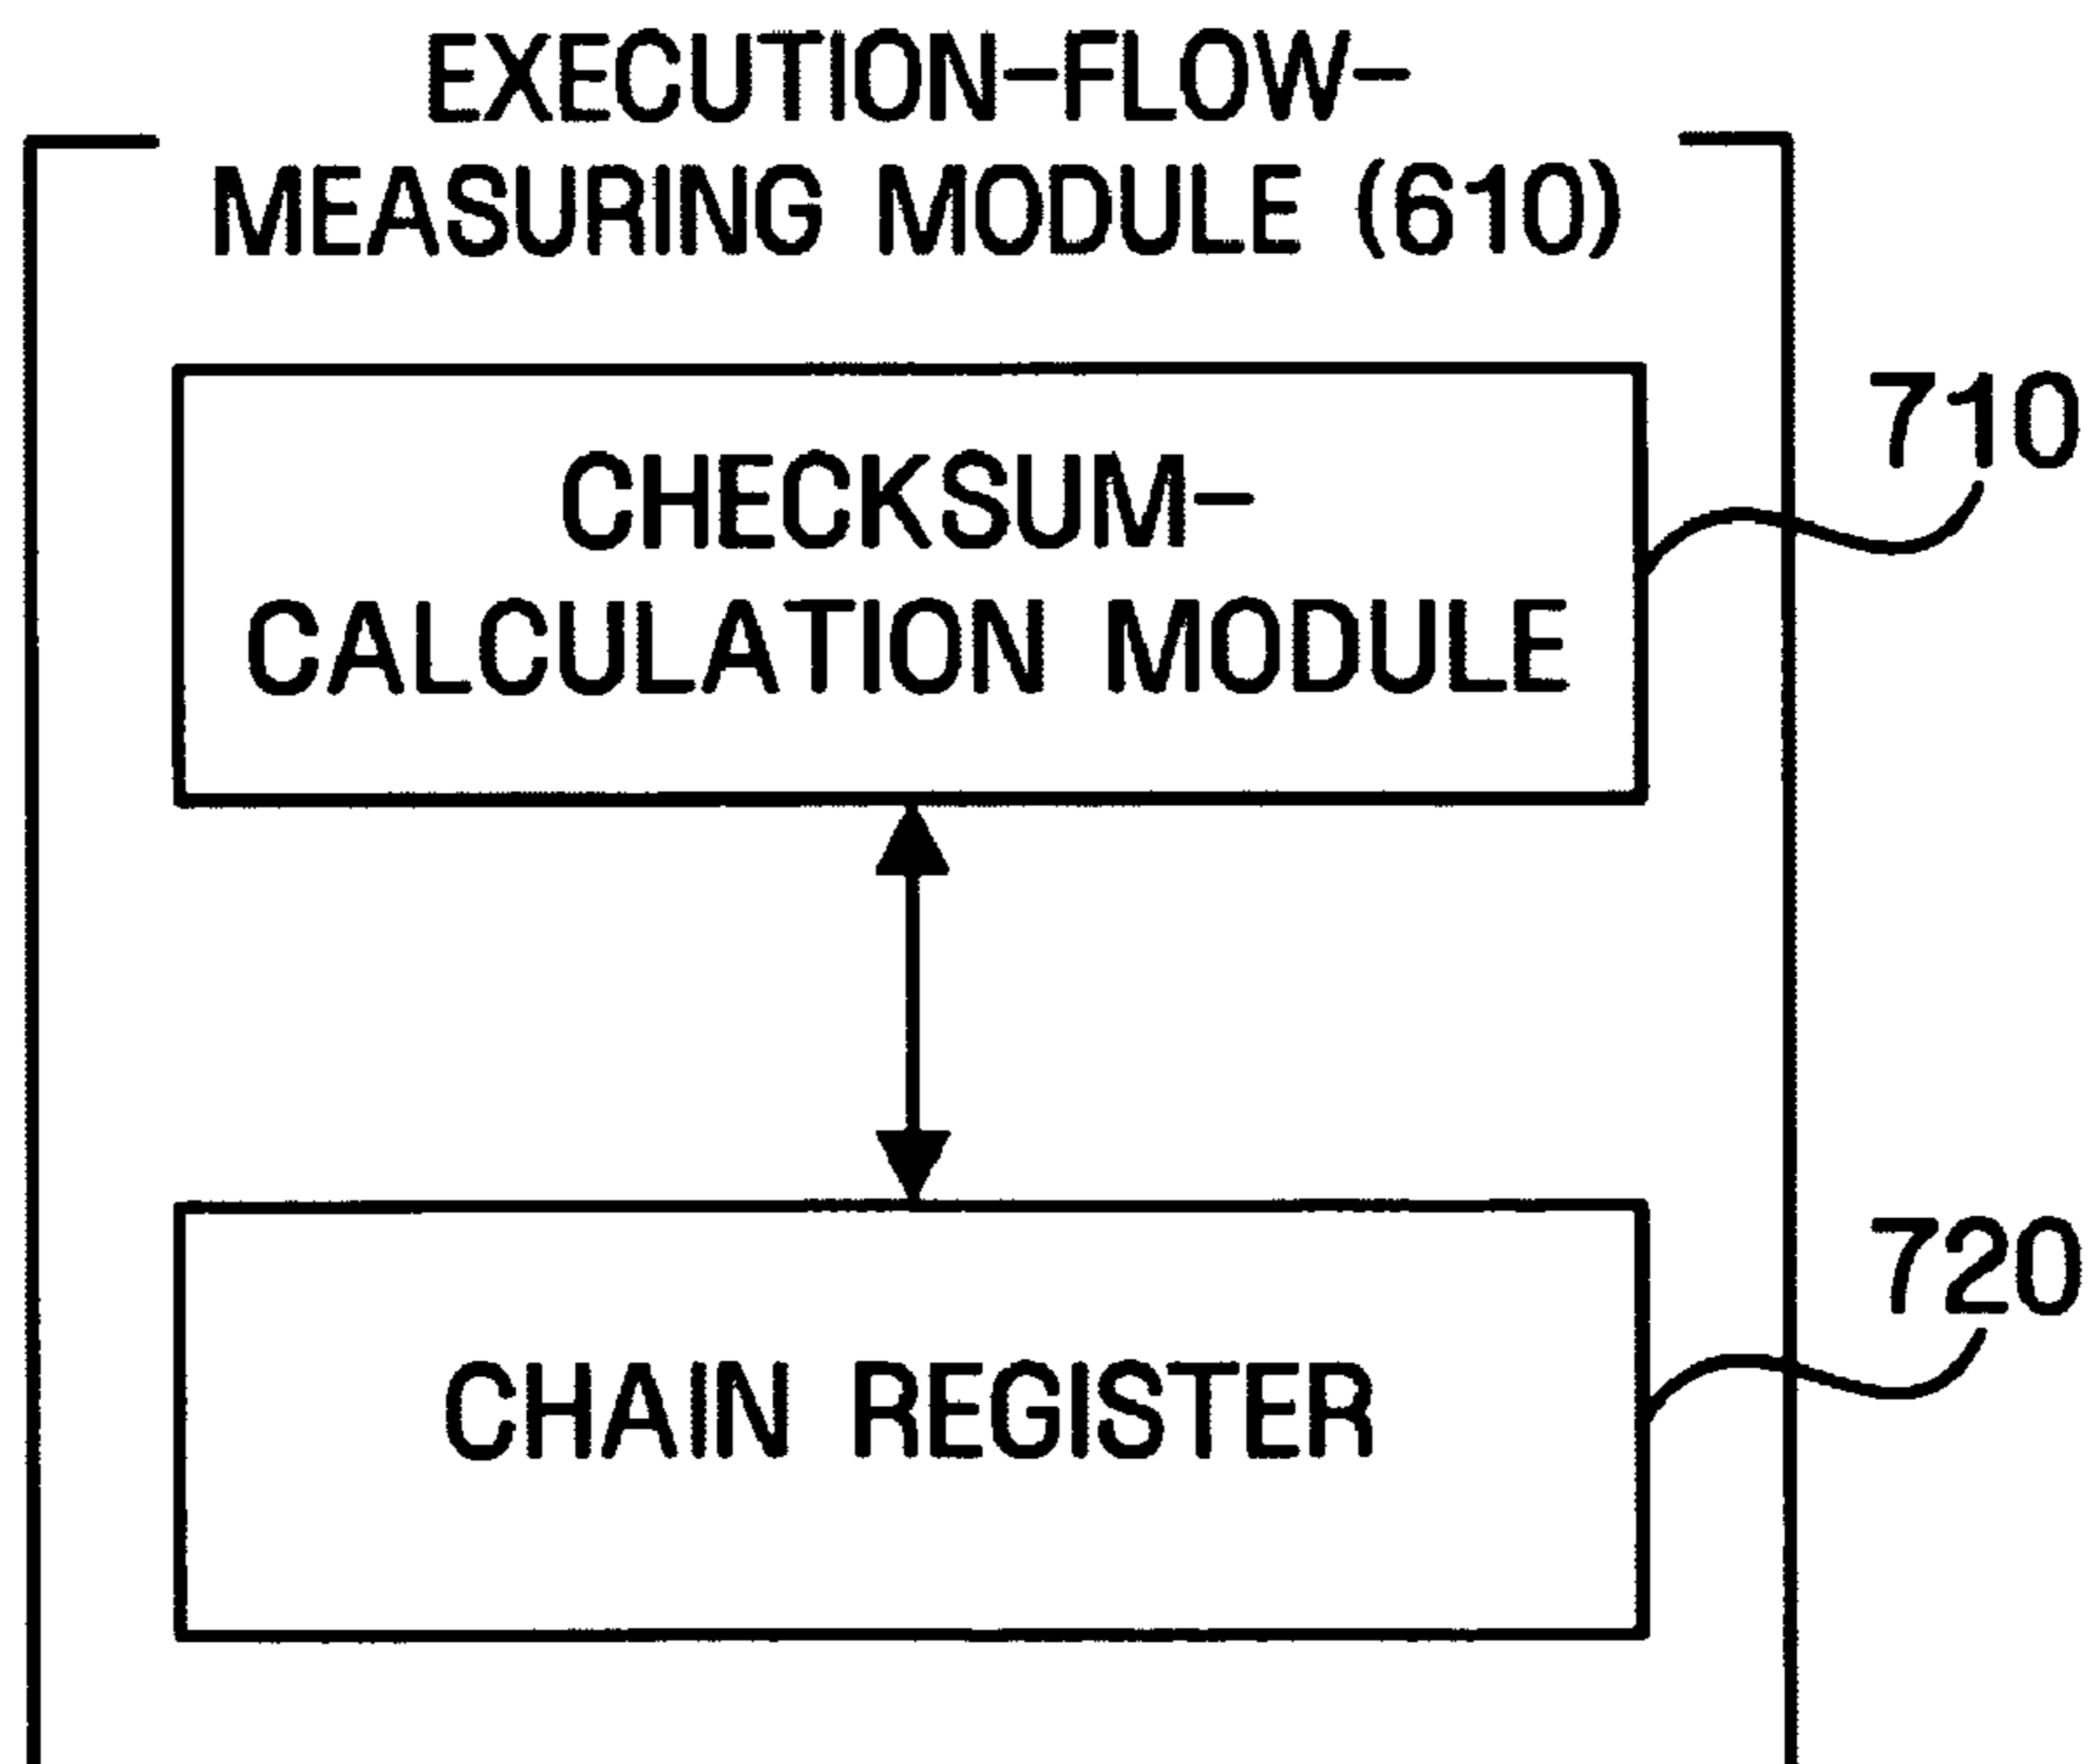 EXECUTION-FLOW-
MEASURING MODULE (610)
710
CHECKSUM-
CALCULATION MODULE
720
CHAIN REGISTER